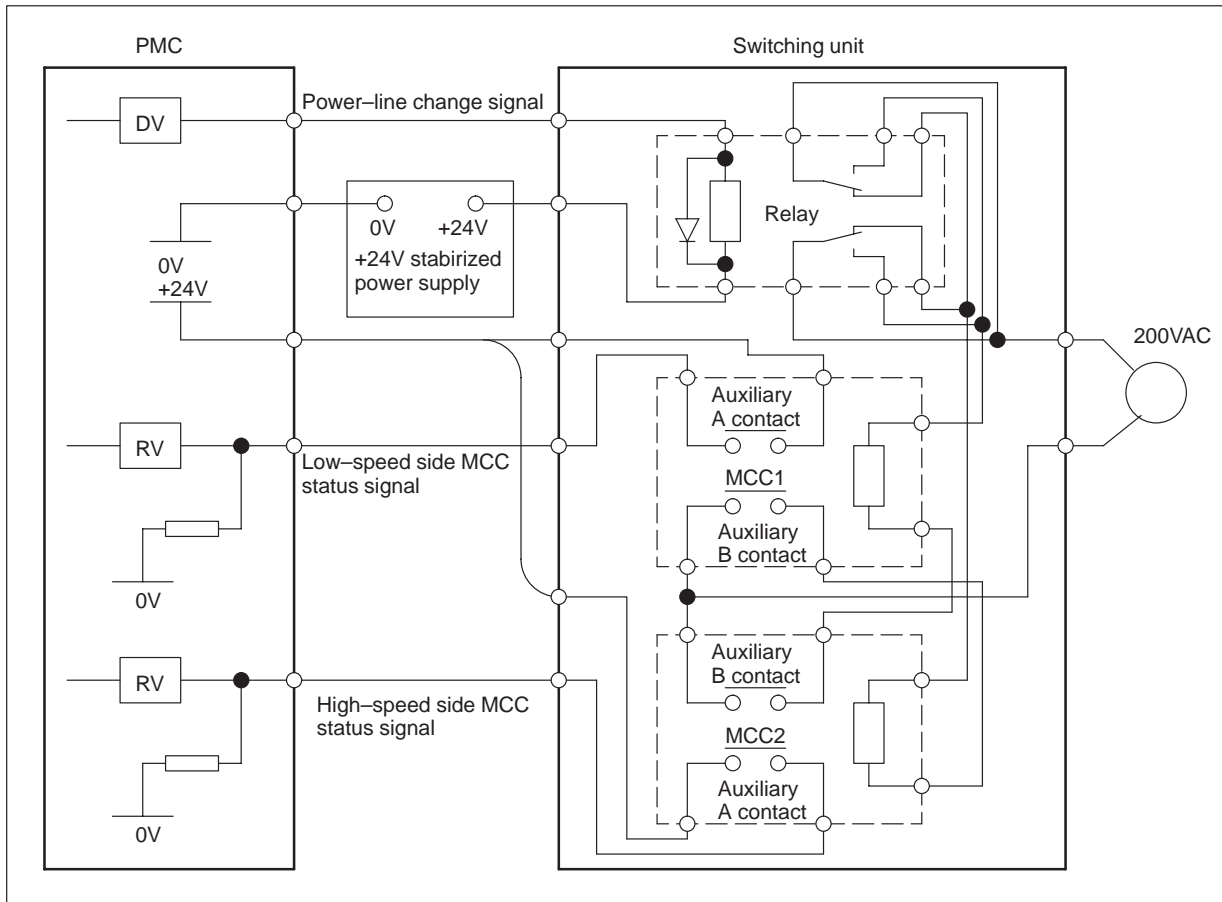 PMC
Switching unit
DV
Power–line change signal
0V
+24V
+24V stabirized
power supply
0V
+24V
Relay
200VAC
RV
Low–speed side MCC
status signal
0V
Auxiliary
A contact
MCC1
Auxiliary
B contact
RV
High–speed side MCC
status signal
0V
Auxiliary
B contact
MCC2
Auxiliary
A contact